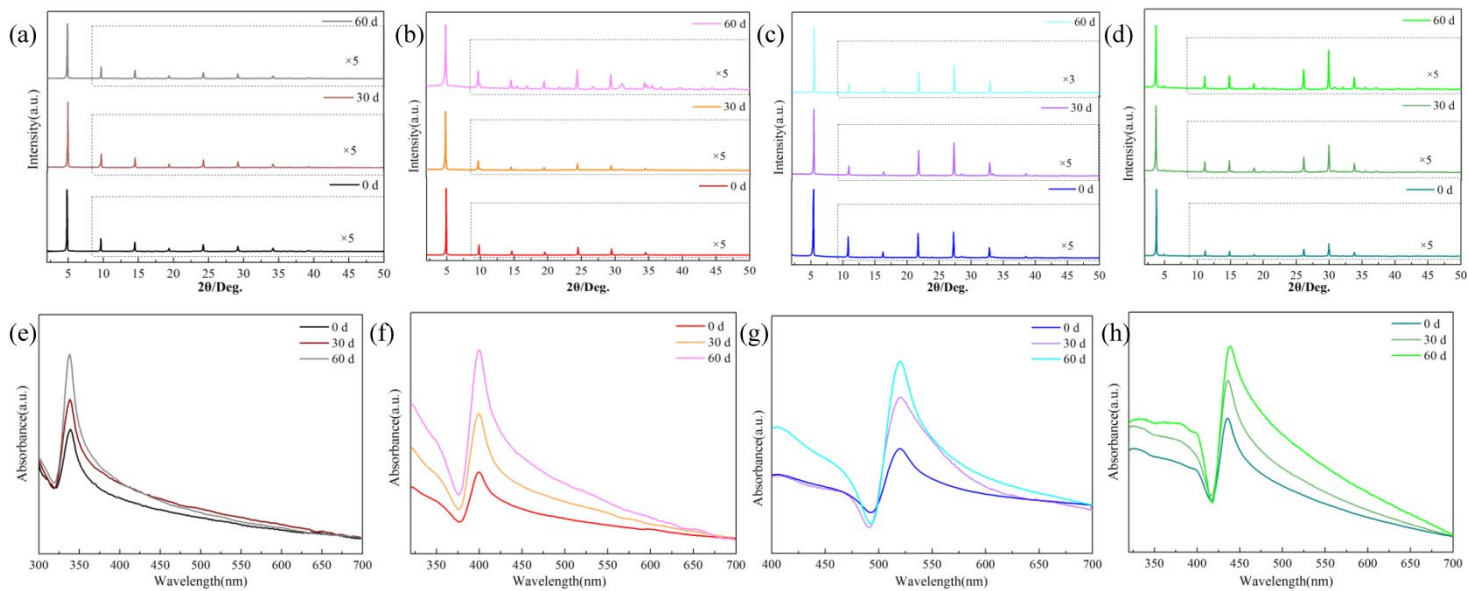 (a)
60 d
×5
30 d
×5
0 d
×5
Intensity(a.u.)
5 10 15 20 25 30 35 40 45 50
2θ/Deg.
(b)
60 d
×5
30 d
×5
0 d
×5
Intensity(a.u.)
5 10 15 20 25 30 35 40 45 50
2θ/Deg.
(c)
60 d
×3
30 d
×5
0 d
×5
Intensity(a.u.)
5 10 15 20 25 30 35 40 45 50
2θ/Deg.
(d)
60 d
×5
30 d
×5
0 d
×5
Intensity(a.u.)
5 10 15 20 25 30 35 40 45 50
2θ/Deg.
(e)
0 d
30 d
60 d
Absorbance(a.u.)
300 350 400 450 500 550 600 650 700
Wavelength(nm)
(f)
0 d
30 d
60 d
Absorbance(a.u.)
350 400 450 500 550 600 650 700
Wavelength(nm)
(g)
0 d
30 d
60 d
Absorbance(a.u.)
400 450 500 550 600 650 700
Wavelength(nm)
(h)
0 d
30 d
60 d
Absorbance(a.u.)
350 400 450 500 550 600 650 700
Wavelength(nm)